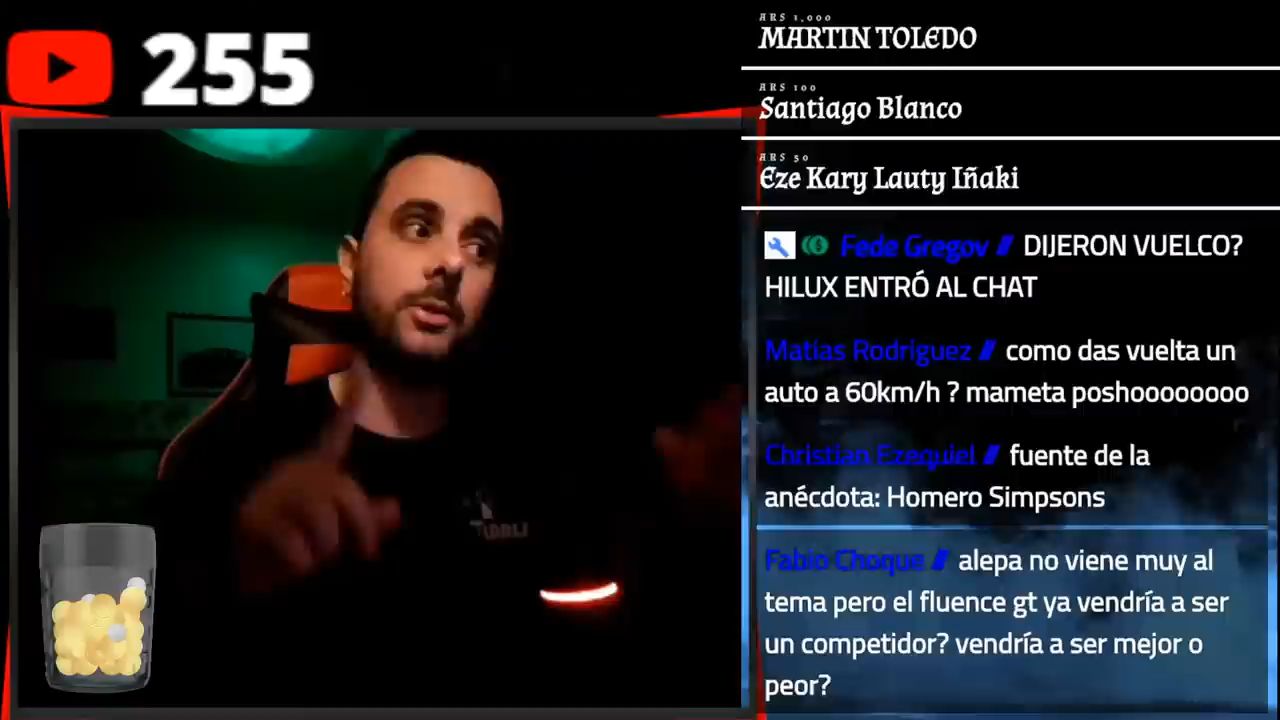 255
ARS 1,000
MARTIN TOLEDO
ARS 100
Santiago Blanco
ARS 50
Eze Kary Lauty Iñaki
Fede Gregov // DIJERON VUELCO?
HILUX ENTRÓ AL CHAT
Matías Rodriguez // como das vuelta un
auto a 60km/h ? mameta poshoooooooo
Christian Ezequiel // fuente de la
anécdota: Homero Simpsons
Fabio Choque // alepa no viene muy al
tema pero el fluence gt ya vendría a ser
un competidor? vendría a ser mejor o
peor?